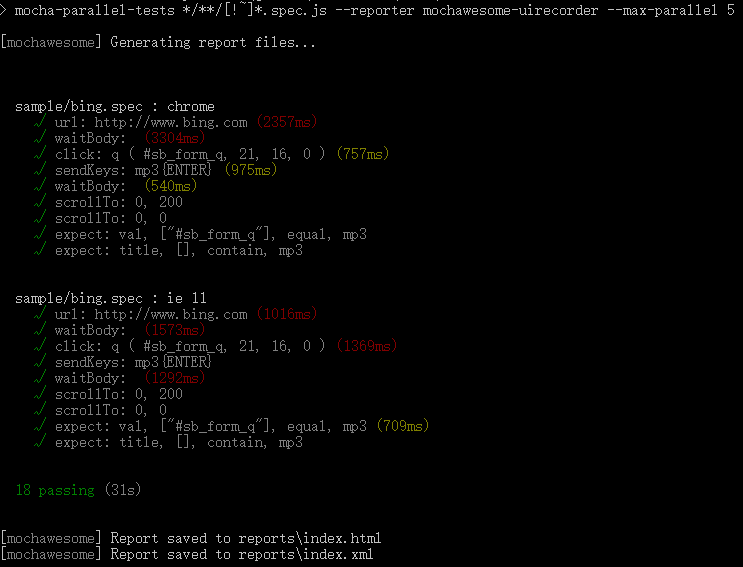 > mocha-parallel-tests */**/[!~]*.spec.js --reporter mochawesome-uirecorder --max-parallel 5
[mochawesome] Generating report files...
sample/bing.spec : chrome
√ url: http://www.bing.com (2357ms)
√ waitBody:  (3304ms)
√ click: q ( #sb_form_q, 21, 16, 0 ) (757ms)
√ sendKeys: mp3{ENTER} (975ms)
√ waitBody:  (540ms)
√ scrollTo: 0, 200
√ scrollTo: 0, 0
√ expect: val, ["#sb_form_q"], equal, mp3
√ expect: title, [], contain, mp3
sample/bing.spec : ie 11
√ url: http://www.bing.com (1016ms)
√ waitBody:  (1573ms)
√ click: q ( #sb_form_q, 21, 16, 0 ) (1369ms)
√ sendKeys: mp3{ENTER}
√ waitBody:  (1292ms)
√ scrollTo: 0, 200
√ scrollTo: 0, 0
√ expect: val, ["#sb_form_q"], equal, mp3 (709ms)
√ expect: title, [], contain, mp3
18 passing (31s)
[mochawesome] Report saved to reports\index.html
[mochawesome] Report saved to reports\index.xml